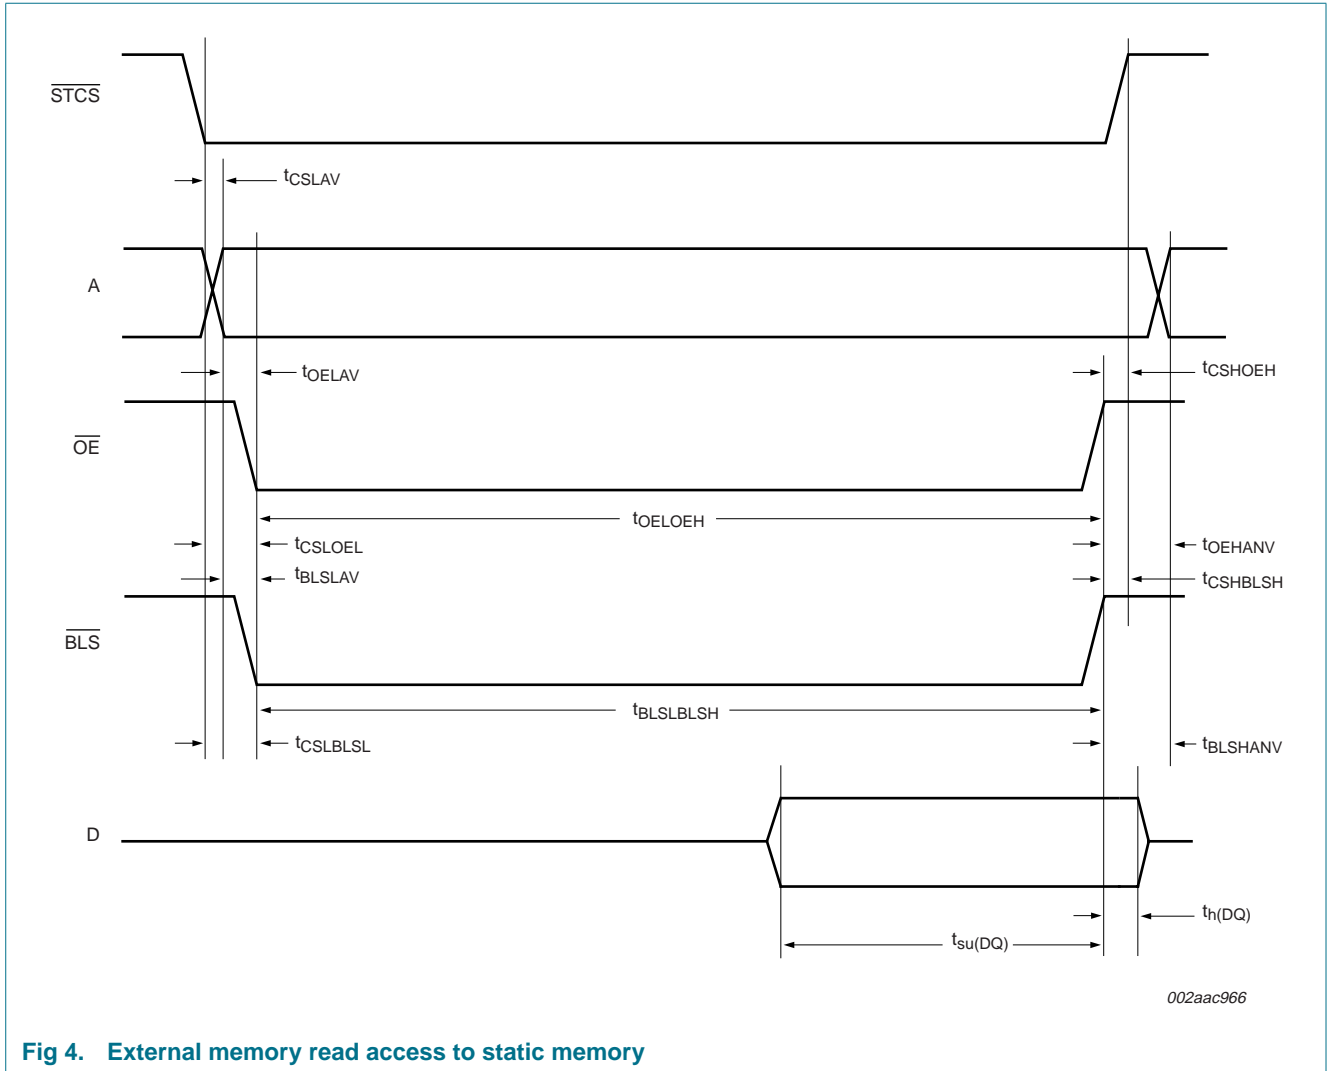 STCS
tCSLAV
A
tOELAV
tCSHOEH
OE
tOELOEH
tCSLOEL
tOEHANV
tBLSLAV
tCSHBLSH
BLS
tBLSLBLSH
tCSLBLSL
tBLSHANV
D
th(DQ)
tsu(DQ)
002aac966
Fig 4. External memory read access to static memory